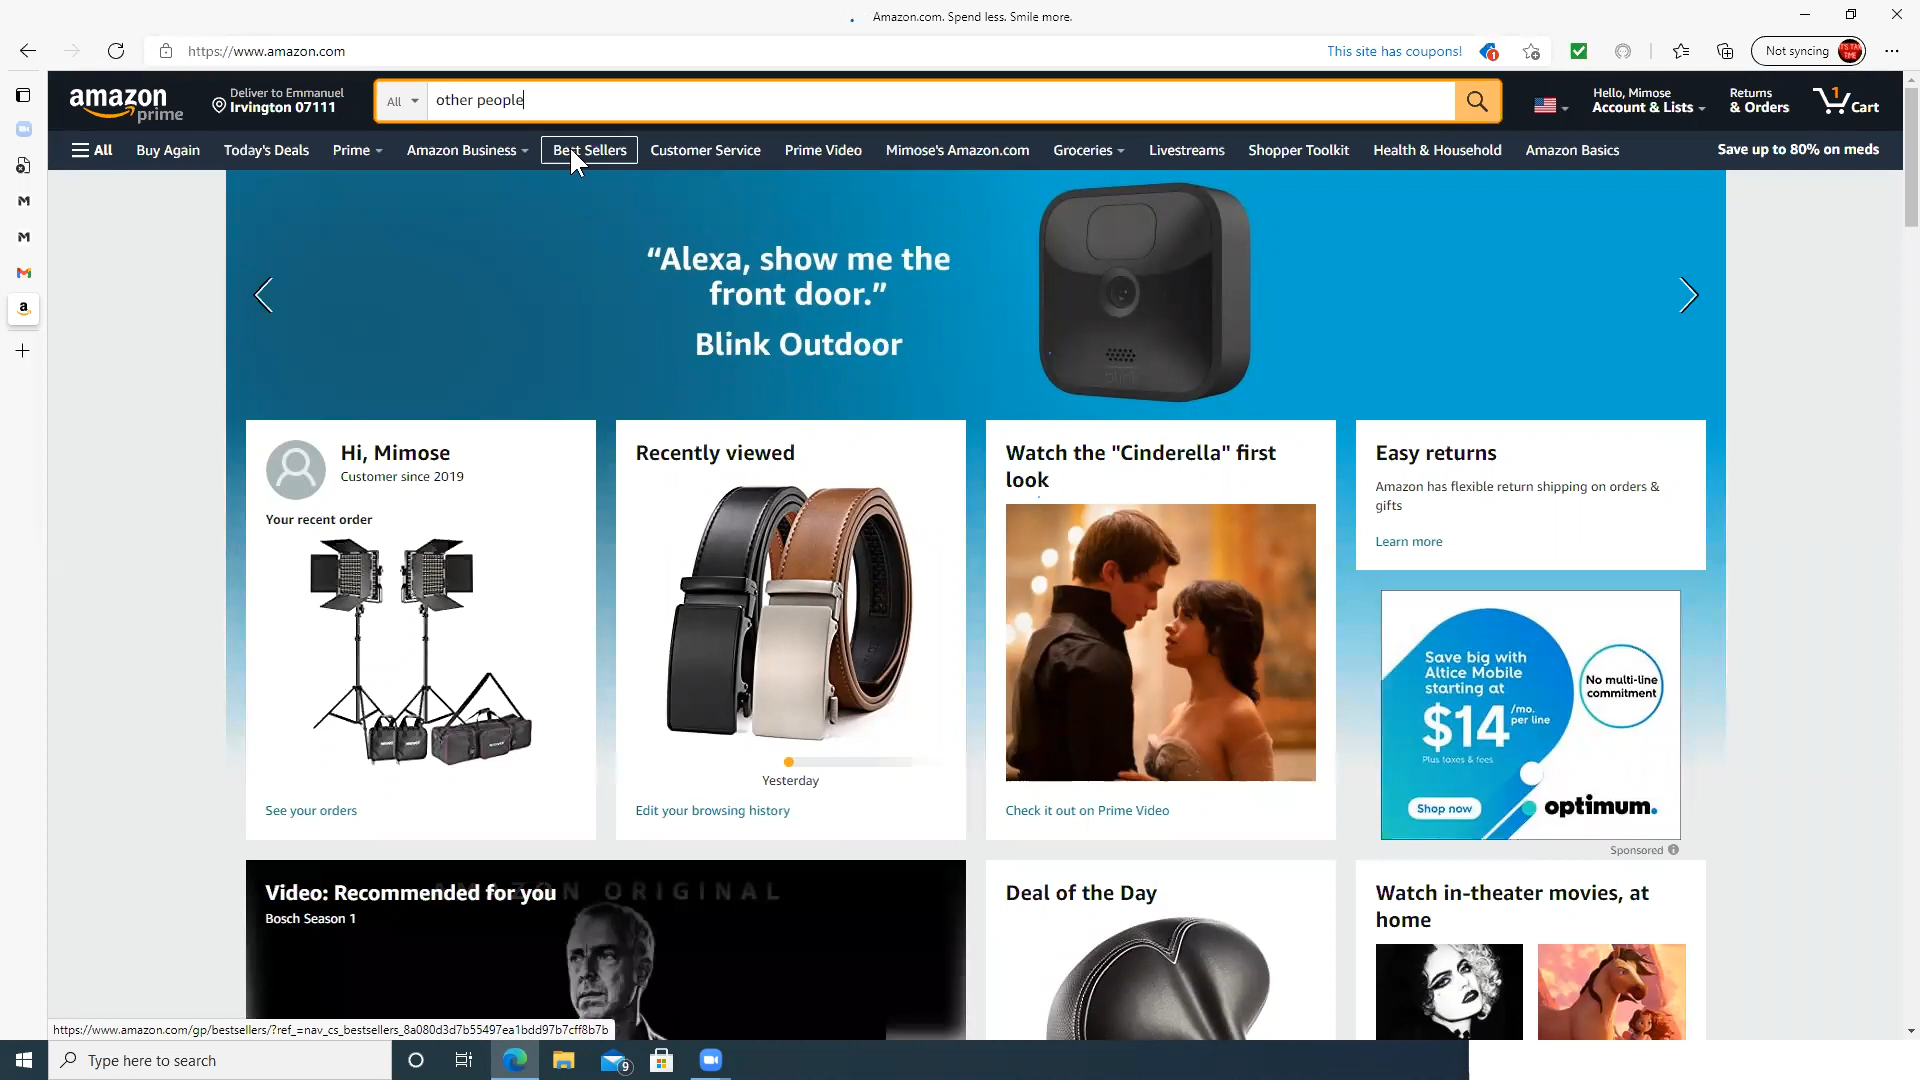 Amazon.com. Spend less. Smile more.
https://www.amazon.com
This site has coupons!
1
Not syncing
amazon prime
Deliver to Emmanuel
Irvington 07111
All
other people
Hello, Mimose
Account & Lists
Returns
& Orders
1
Cart
All
Buy Again
Today's Deals
Prime
Amazon Business
Best Sellers
Customer Service
Prime Video
Mimose's Amazon.com
Groceries
Livestreams
Shopper Toolkit
Health & Household
Amazon Basics
Save up to 80% on meds
“Alexa, show me the
front door.”
Blink Outdoor
blink
Hi, Mimose
Customer since 2019
Your recent order
See your orders
Recently viewed
Yesterday
Edit your browsing history
Watch the "Cinderella" first
look
Check it out on Prime Video
Easy returns
Amazon has flexible return shipping on orders &
gifts
Learn more
Save big with
Altice Mobile
starting at
$14 /mo. per line
Plus taxes & fees
No multi-line
commitment
Shop now
optimum.
Sponsored
AMAZON ORIGINAL
Video: Recommended for you
Bosch Season 1
Deal of the Day
Watch in-theater movies, at
home
https://www.amazon.com/gp/bestsellers/?ref_=nav_cs_bestsellers_8a080d3d7b55497ea1bdd97b7cff8b7b
Type here to search
9